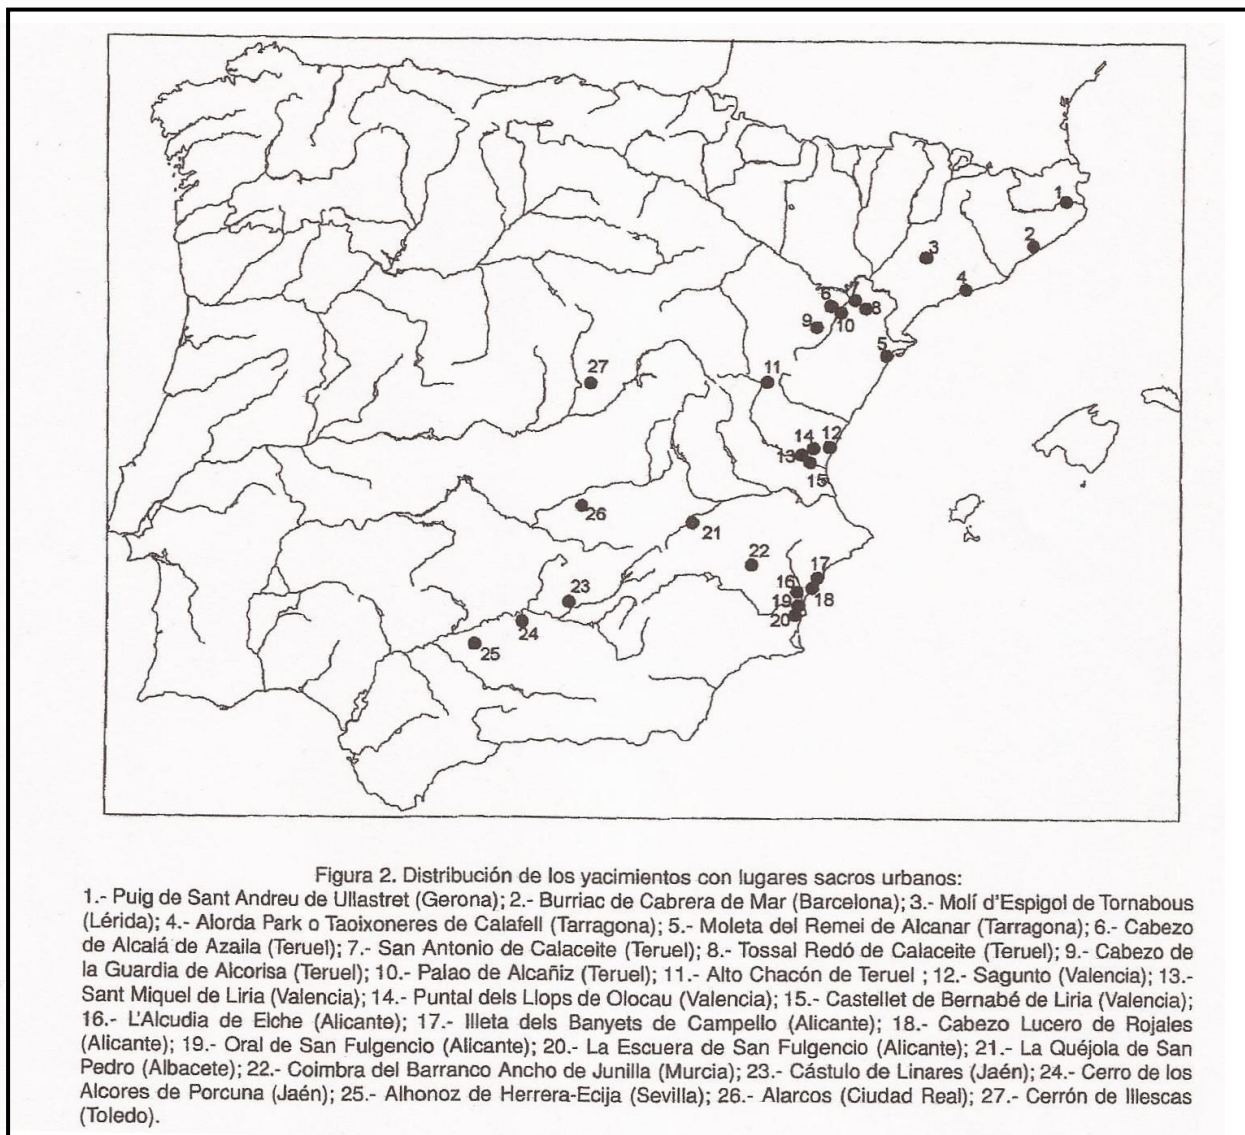 1
2
3
4
6
7
8
9
10
5
27
11
14
12
13
15
26
21
22
17
16
18
23
19
24
20
25
Figura 2. Distribución de los yacimientos con lugares sacros urbanos:
1.- Puig de Sant Andreu de Ullastret (Gerona); 2.- Burriac de Cabrera de Mar (Barcelona); 3.- Molí d'Espigol de Tornabous
(Lérida); 4.- Alorda Park o Taoixoneres de Calafell (Tarragona); 5.- Moleta del Remei de Alcanar (Tarragona); 6.- Cabezo
de Alcalá de Azaila (Teruel); 7.- San Antonio de Calaceite (Teruel); 8.- Tossal Redó de Calaceite (Teruel); 9.- Cabezo de
la Guardia de Alcorisa (Teruel); 10.- Palao de Alcañiz (Teruel); 11.- Alto Chacón de Teruel ; 12.- Sagunto (Valencia); 13.-
Sant Miquel de Liria (Valencia); 14.- Puntal dels Llops de Olocau (Valencia); 15.- Castellet de Bernabé de Liria (Valencia);
16.- L'Alcudia de Elche (Alicante); 17.- Illeta dels Banyets de Campello (Alicante); 18.- Cabezo Lucero de Rojales
(Alicante); 19.- Oral de San Fulgencio (Alicante); 20.- La Escuera de San Fulgencio (Alicante); 21.- La Quéjola de San
Pedro (Albacete); 22.- Coimbra del Barranco Ancho de Junilla (Murcia); 23.- Cástulo de Linares (Jaén); 24.- Cerro de los
Alcores de Porcuna (Jaén); 25.- Alhonoz de Herrera-Ecija (Sevilla); 26.- Alarcos (Ciudad Real); 27.- Cerrón de Illescas
(Toledo).